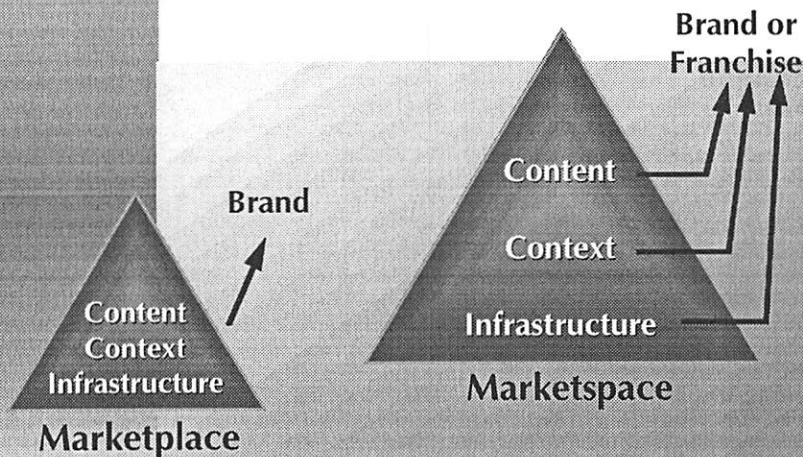 Brand
Content
Context
Infrastructure
Marketplace
Brand or
Franchise
Content
Context
Infrastructure
Marketspace